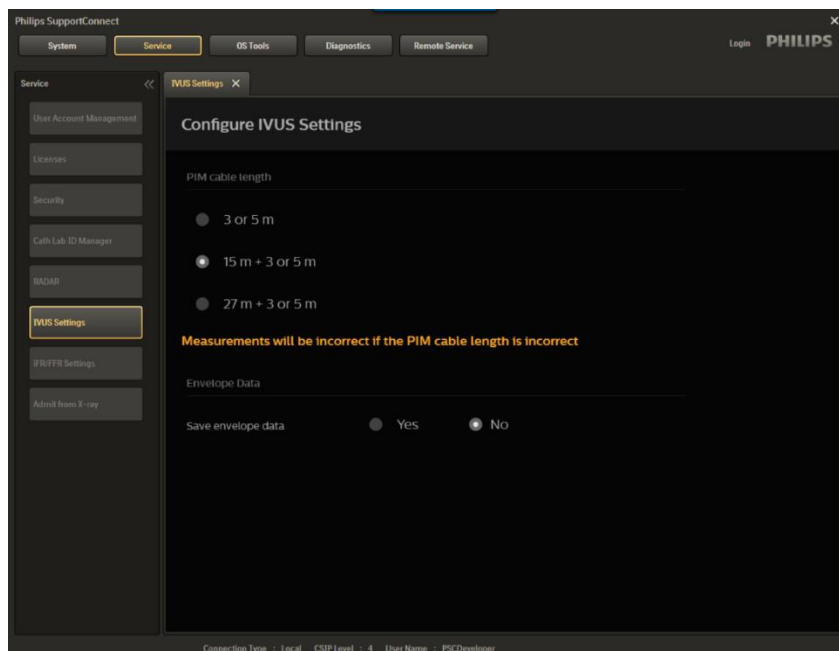 Philips SupportConnect
System Service OS Tools Diagnostics Remote Service Login PHILIPS
Service
IVUS Settings
User Account Management
Licenses
Security
Cath Lab ID Manager
RADAR
IVUS Settings
iFR/FFR Settings
Admit from X-ray
Configure IVUS Settings
PIM cable length
3 or 5 m
15 m + 3 or 5 m
27 m + 3 or 5 m
Measurements will be incorrect if the PIM cable length is incorrect
Envelope Data
Save envelope data Yes No
Connection Type : Local CSIP Level : 4 User Name : PSCDeveloper